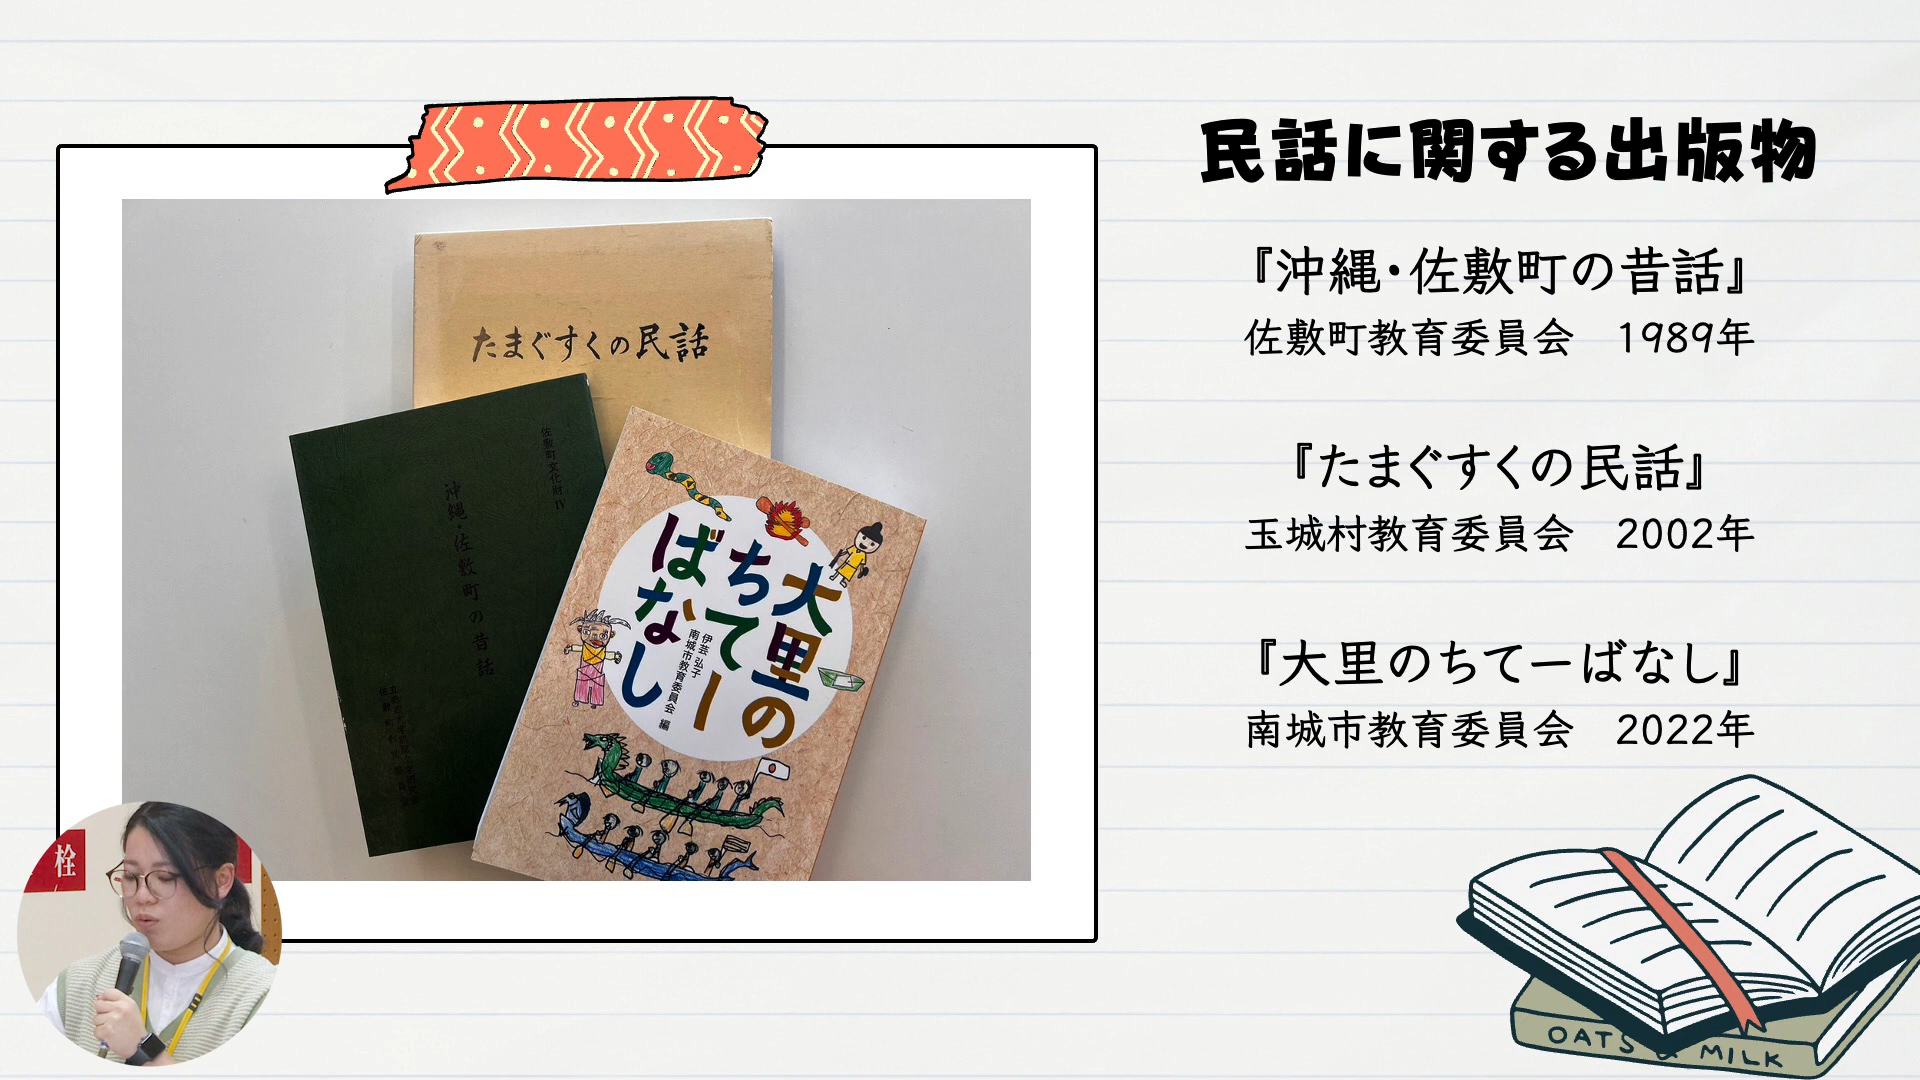 民話に関する出版物
『沖縄・佐敷町の昔話』
佐敷町教育委員会　1989年
『たまぐすくの民話』
玉城村教育委員会　2002年
『大里のちてーばなし』
南城市教育委員会　2022年
たまぐすくの民話
佐敷町文化財Ⅳ
沖縄・佐敷町の昔話
大里の
ちてー
ばなし
伊芸 弘子
南城市教育委員会 編
栓
OATS & MILK